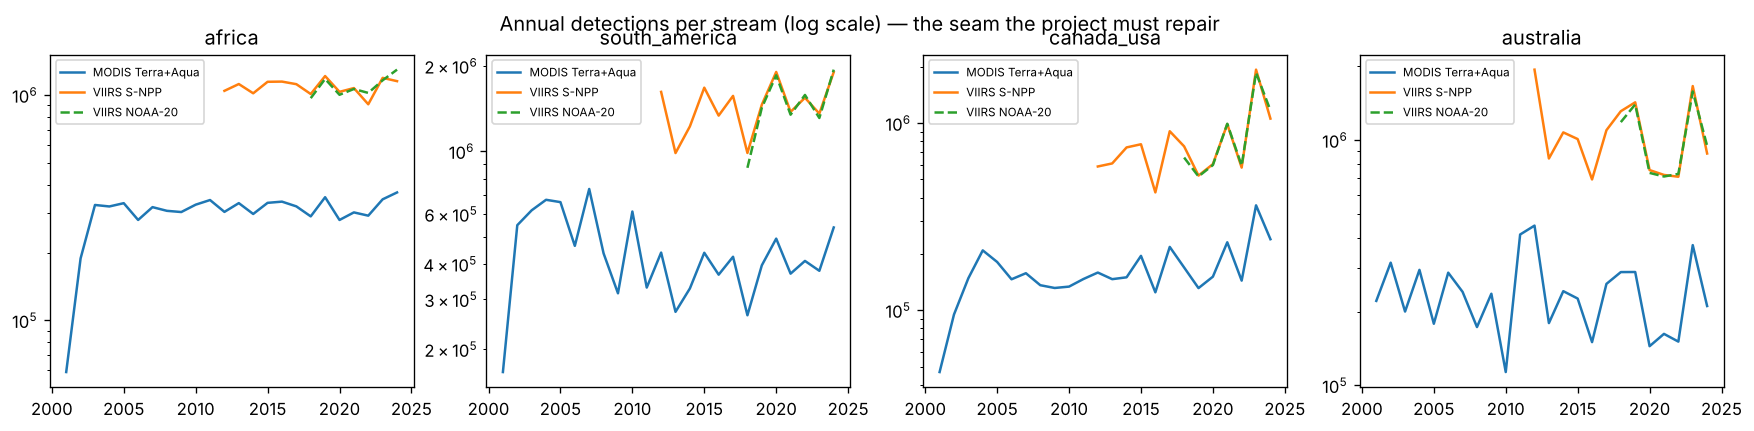 Annual detections per stream (log scale) — the seam the project must repair
africa
MODIS Terra+Aqua
VIIRS S-NPP
VIIRS NOAA-20
10⁶
10⁵
2000 2005 2010 2015 2020 2025
south_america
MODIS Terra+Aqua
VIIRS S-NPP
VIIRS NOAA-20
2 × 10⁶
10⁶
6 × 10⁵
4 × 10⁵
3 × 10⁵
2 × 10⁵
2000 2005 2010 2015 2020 2025
canada_usa
MODIS Terra+Aqua
VIIRS S-NPP
VIIRS NOAA-20
10⁶
10⁵
2000 2005 2010 2015 2020 2025
australia
MODIS Terra+Aqua
VIIRS S-NPP
VIIRS NOAA-20
10⁶
10⁵
2000 2005 2010 2015 2020 2025